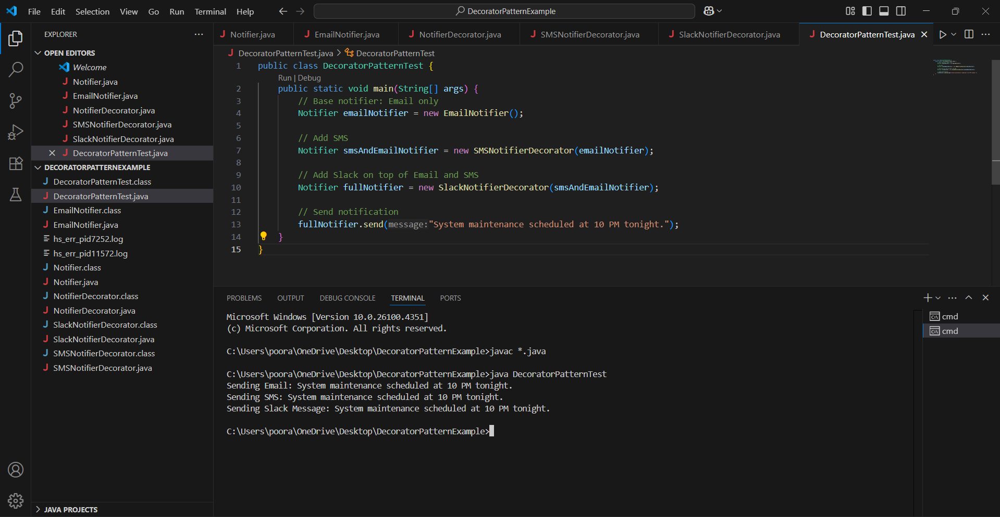 File Edit Selection View Go Run Terminal Help
DecoratorPatternExample
EXPLORER
OPEN EDITORS
Welcome
Notifier.java
EmailNotifier.java
NotifierDecorator.java
SMSNotifierDecorator.java
SlackNotifierDecorator.java
DecoratorPatternTest.java
DECORATORPATTERNEXAMPLE
DecoratorPatternTest.class
DecoratorPatternTest.java
EmailNotifier.class
EmailNotifier.java
hs_err_pid7252.log
hs_err_pid11572.log
Notifier.class
Notifier.java
NotifierDecorator.class
NotifierDecorator.java
SlackNotifierDecorator.class
SlackNotifierDecorator.java
SMSNotifierDecorator.class
SMSNotifierDecorator.java
JAVA PROJECTS
Notifier.java EmailNotifier.java NotifierDecorator.java SMSNotifierDecorator.java SlackNotifierDecorator.java DecoratorPatternTest.java
DecoratorPatternTest.java > DecoratorPatternTest
1 public class DecoratorPatternTest {
Run | Debug
2 public static void main(String[] args) {
3 // Base notifier: Email only
4 Notifier emailNotifier = new EmailNotifier();
5
6 // Add SMS
7 Notifier smsAndEmailNotifier = new SMSNotifierDecorator(emailNotifier);
8
9 // Add Slack on top of Email and SMS
10 Notifier fullNotifier = new SlackNotifierDecorator(smsAndEmailNotifier);
11
12 // Send notification
13 fullNotifier.send(message:"System maintenance scheduled at 10 PM tonight.");
14 }
15 }
PROBLEMS OUTPUT DEBUG CONSOLE TERMINAL PORTS
Microsoft Windows [Version 10.0.26100.4351]
(c) Microsoft Corporation. All rights reserved.
C:\Users\poora\OneDrive\Desktop\DecoratorPatternExample>javac *.java
C:\Users\poora\OneDrive\Desktop\DecoratorPatternExample>java DecoratorPatternTest
Sending Email: System maintenance scheduled at 10 PM tonight.
Sending SMS: System maintenance scheduled at 10 PM tonight.
Sending Slack Message: System maintenance scheduled at 10 PM tonight.
C:\Users\poora\OneDrive\Desktop\DecoratorPatternExample>
cmd
cmd